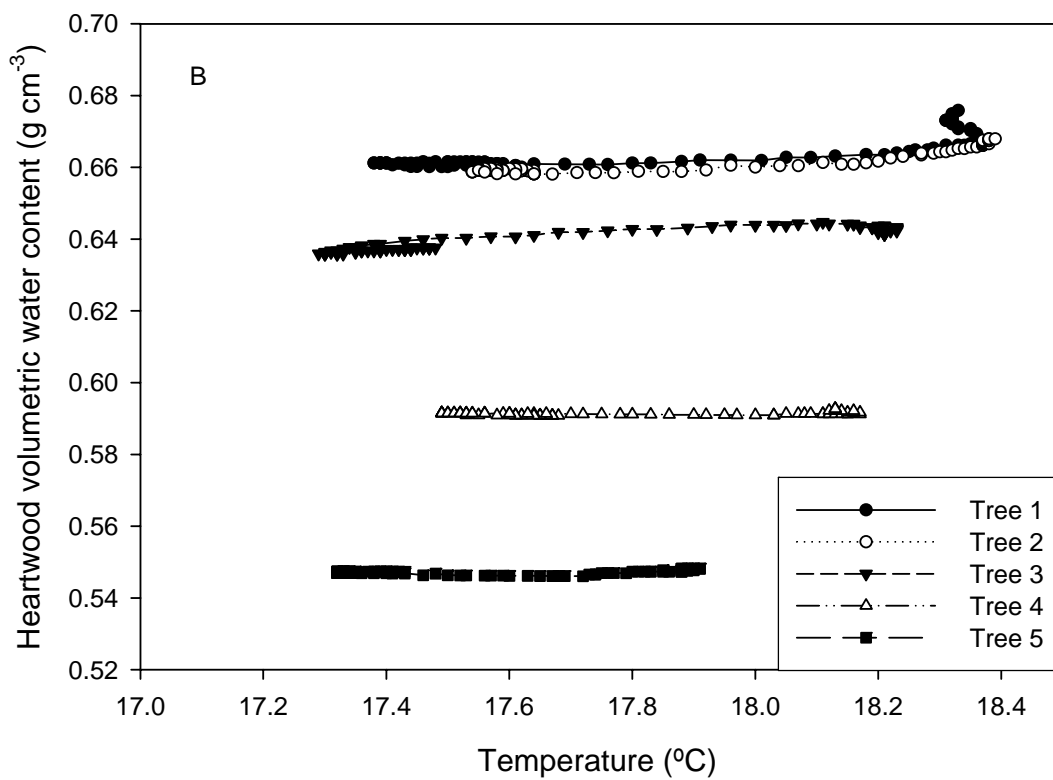 B
Heartwood volumetric water content (g cm-3)
0.70
0.68
0.66
0.64
0.62
0.60
0.58
0.56
0.54
0.52
17.0 17.2 17.4 17.6 17.8 18.0 18.2 18.4
Temperature (ºC)
Tree 1
Tree 2
Tree 3
Tree 4
Tree 5